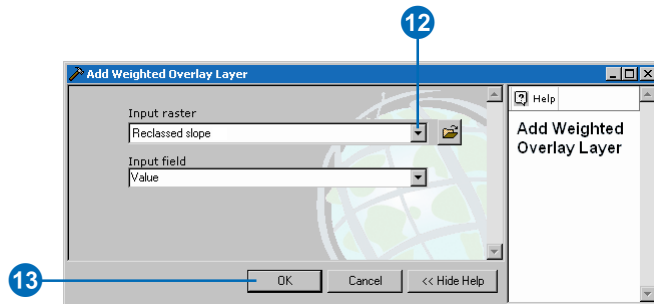 12
Add Weighted Overlay Layer
Help
Input raster
Reclassed slope
Input field
Value
Add Weighted
Overlay Layer
13
OK
Cancel
<< Hide Help